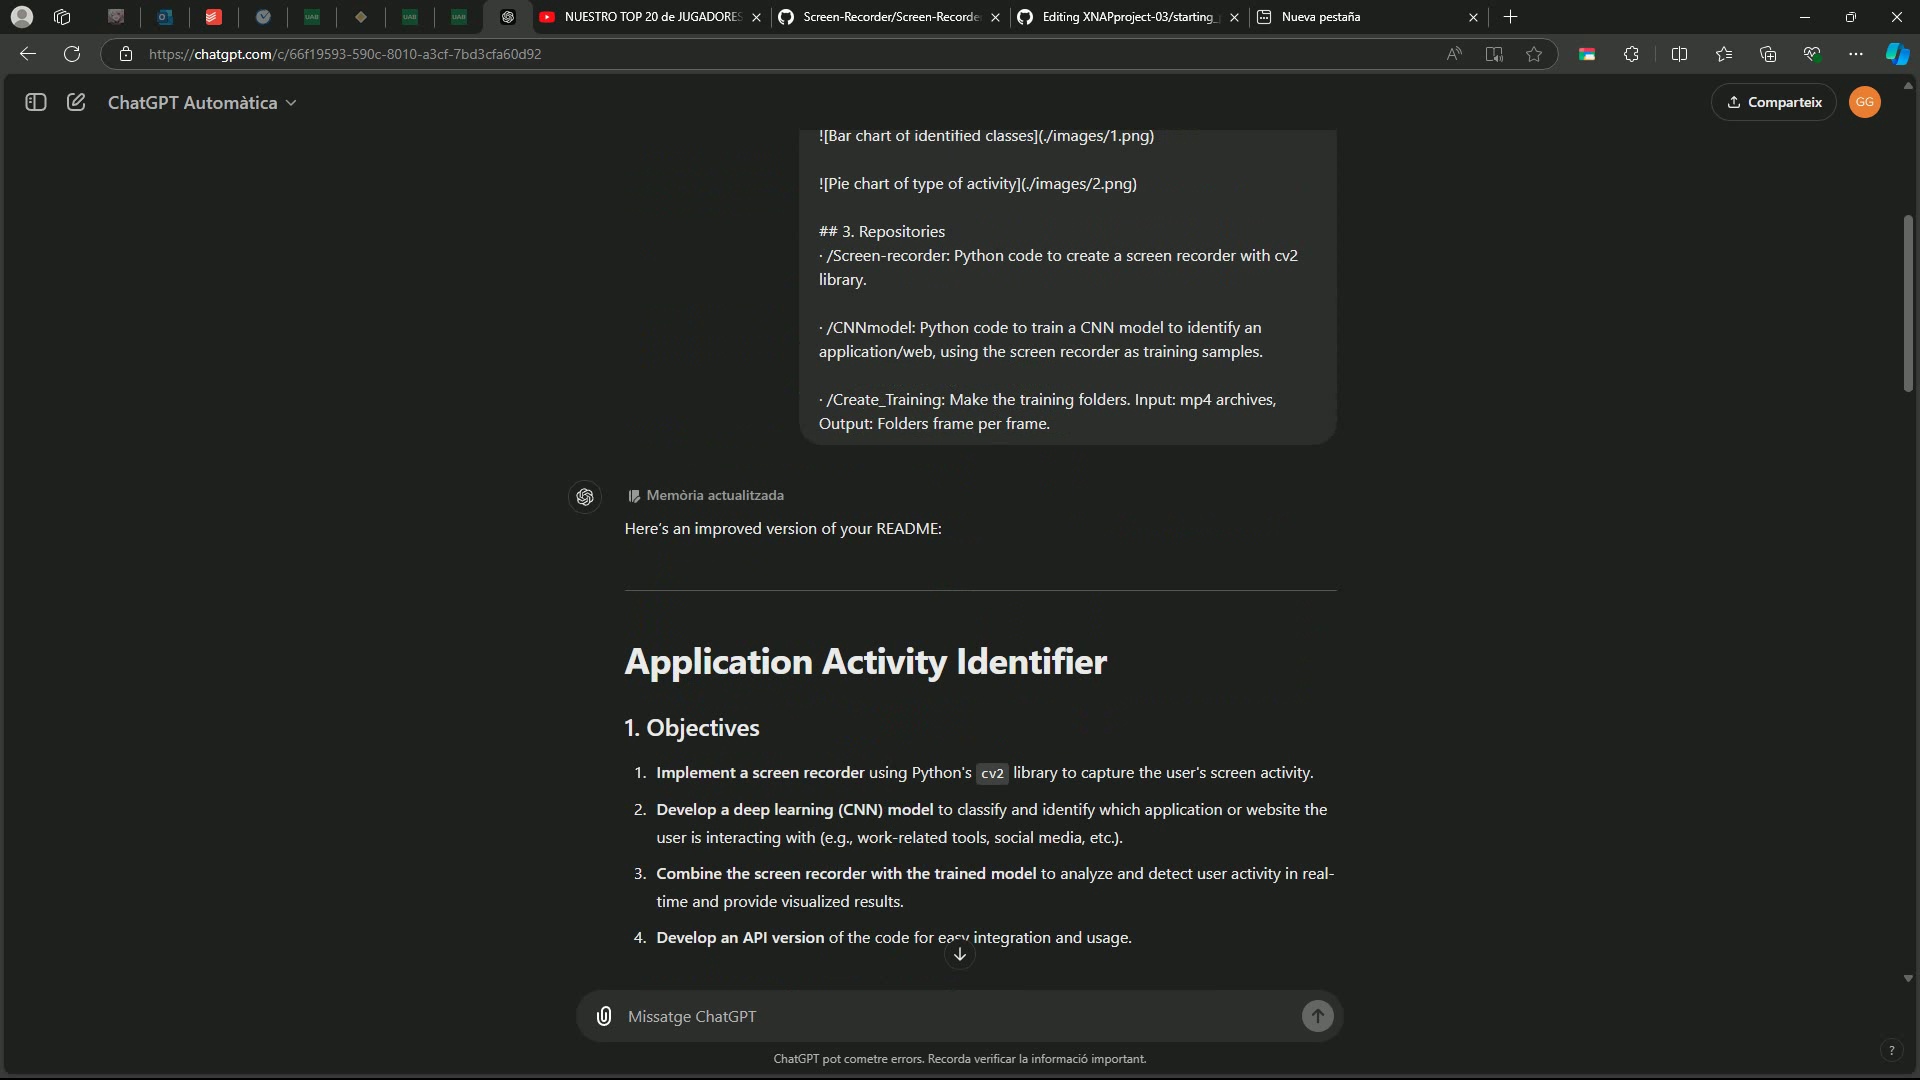 NUESTRO TOP 20 de JUGADORES
Screen-Recorder/Screen-Recorde
Editing XNAPproject-03/starting_
Nueva pestaña
https://chatgpt.com/c/66f19593-590c-8010-a3cf-7bd3cfa60d92
ChatGPT Automàtica
Comparteix
GG
![Bar chart of identified classes](./images/1.png)
![Pie chart of type of activity](./images/2.png)
## 3. Repositories
· /Screen-recorder: Python code to create a screen recorder with cv2
library.
· /CNNmodel: Python code to train a CNN model to identify an
application/web, using the screen recorder as training samples.
· /Create_Training: Make the training folders. Input: mp4 archives,
Output: Folders frame per frame.
Memòria actualitzada
Here's an improved version of your README:
Application Activity Identifier
1. Objectives
1. Implement a screen recorder using Python's cv2 library to capture the user's screen activity.
2. Develop a deep learning (CNN) model to classify and identify which application or website the
user is interacting with (e.g., work-related tools, social media, etc.).
3. Combine the screen recorder with the trained model to analyze and detect user activity in real-
time and provide visualized results.
4. Develop an API version of the code for easy integration and usage.
Missatge ChatGPT
ChatGPT pot cometre errors. Recorda verificar la informació important.
?